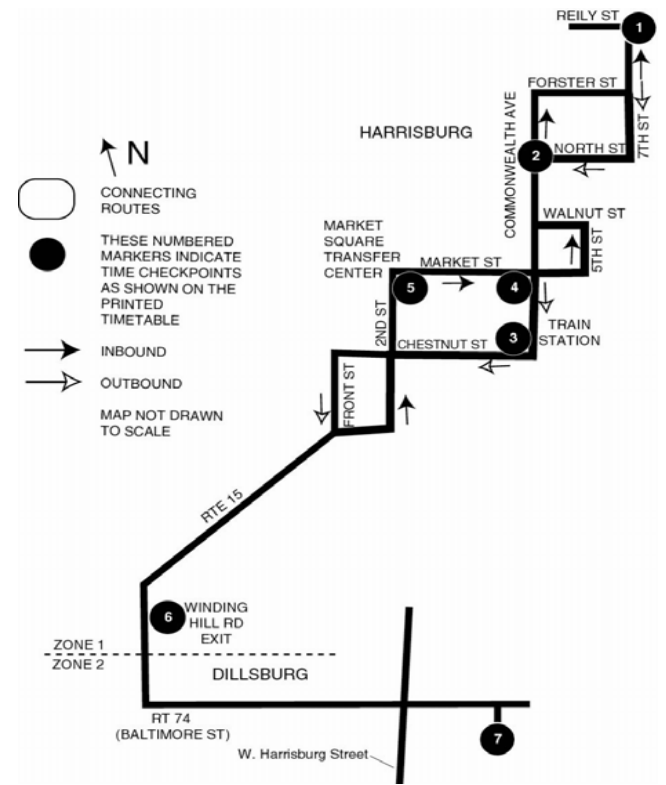 REILY ST
1
FORSTER ST
COMMONWEALTH AVE
7TH ST
HARRISBURG
N
2
NORTH ST
CONNECTING
ROUTES
WALNUT ST
5TH ST
MARKET
SQUARE
TRANSFER
CENTER
MARKET ST
THESE NUMBERED
MARKERS INDICATE
TIME CHECKPOINTS
AS SHOWN ON THE
PRINTED
TIMETABLE
5
4
2ND ST
3
TRAIN
STATION
CHESTNUT ST
INBOUND
OUTBOUND
FRONT ST
MAP NOT DRAWN
TO SCALE
RTE 15
6
WINDING
HILL RD
EXIT
ZONE 1
ZONE 2
DILLSBURG
RT 74
(BALTIMORE ST)
7
W. Harrisburg Street